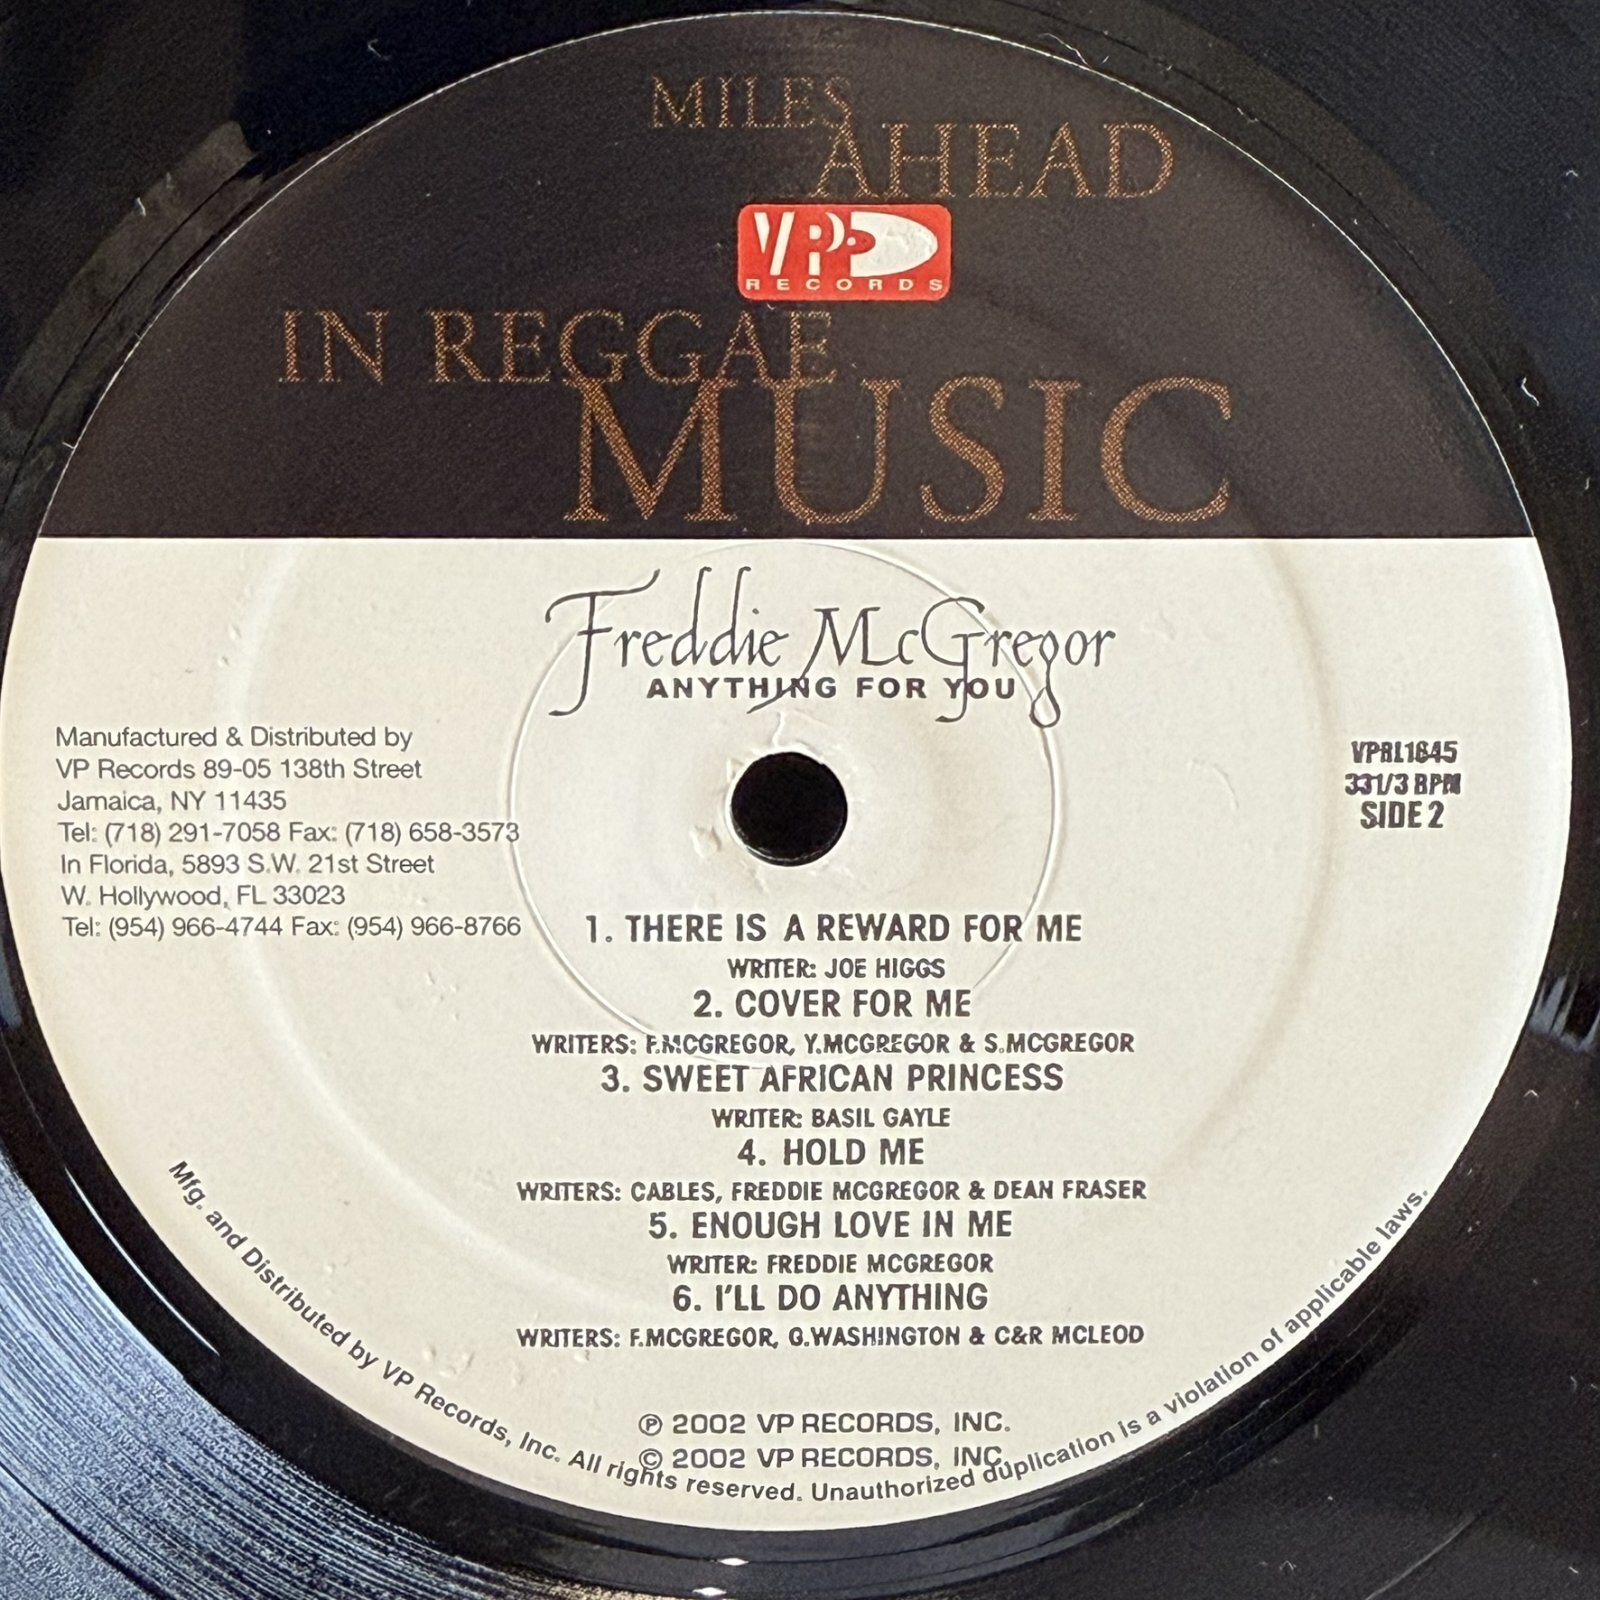 MILES
AHEAD
VP
RECORDS
IN REGGAE
MUSIC
Freddie McGregor
ANYTHING FOR YOU
Manufactured & Distributed by
VP Records 89-05 138th Street
Jamaica, NY 11435
Tel: (718) 291-7058 Fax: (718) 658-3573
In Florida, 5893 S.W. 21st Street
W. Hollywood, FL 33023
Tel: (954) 966-4744 Fax: (954) 966-8766
SIDE 2
1. THERE IS A REWARD FOR ME
WRITER: JOE HIGGS
2. COVER FOR ME
WRITERS: F.MCGREGOR, Y.MCGREGOR & S.MCGREGOR
3. SWEET AFRICAN PRINCESS
WRITER: BASIL GAYLE
4. HOLD ME
WRITERS: CABLES, FREDDIE MCGREGOR & DEAN FRASER
5. ENOUGH LOVE IN ME
WRITER: FREDDIE MCGREGOR
6. I'LL DO ANYTHING
WRITERS: F.MCGREGOR, G.WASHINGTON & C&R MCLEOD
℗ 2002 VP RECORDS, INC.
© 2002 VP RECORDS, INC.
Mfg. and Distributed by VP Records, Inc. All rights reserved. Unauthorized duplication is a violation of applicable laws.